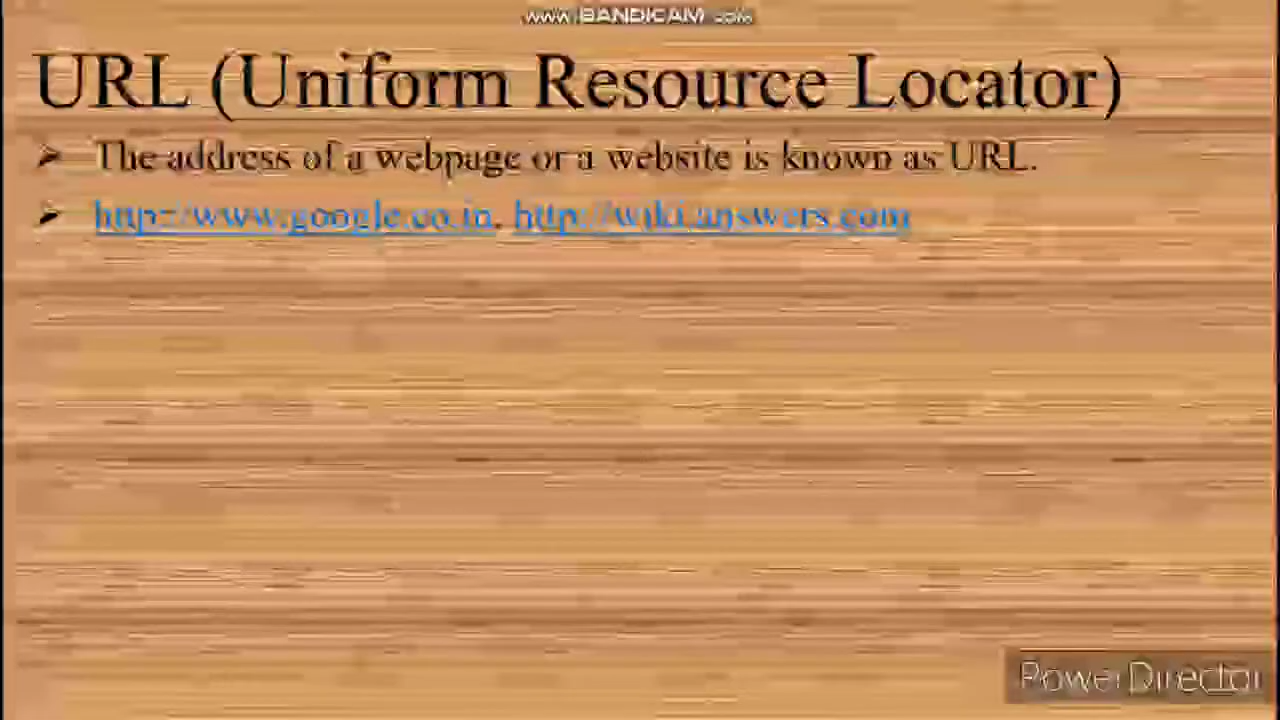 www.BANDICAM.com
URL (Uniform Resource Locator)
➤ The address of a webpage or a website is known as URL.
➤ http://www.google.co.in, http://wiki.answers.com
PowerDirector